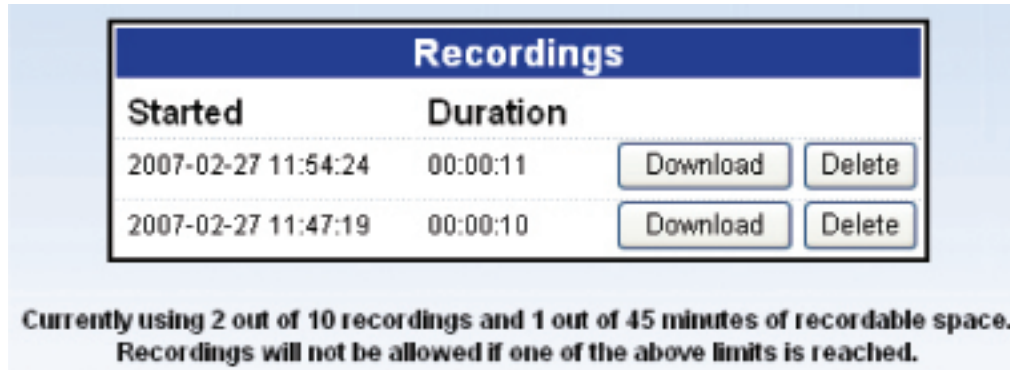 Recordings
Started Duration
2007-02-27 11:54:24 00:00:11 Download Delete
2007-02-27 11:47:19 00:00:10 Download Delete
Currently using 2 out of 10 recordings and 1 out of 45 minutes of recordable space.
Recordings will not be allowed if one of the above limits is reached.